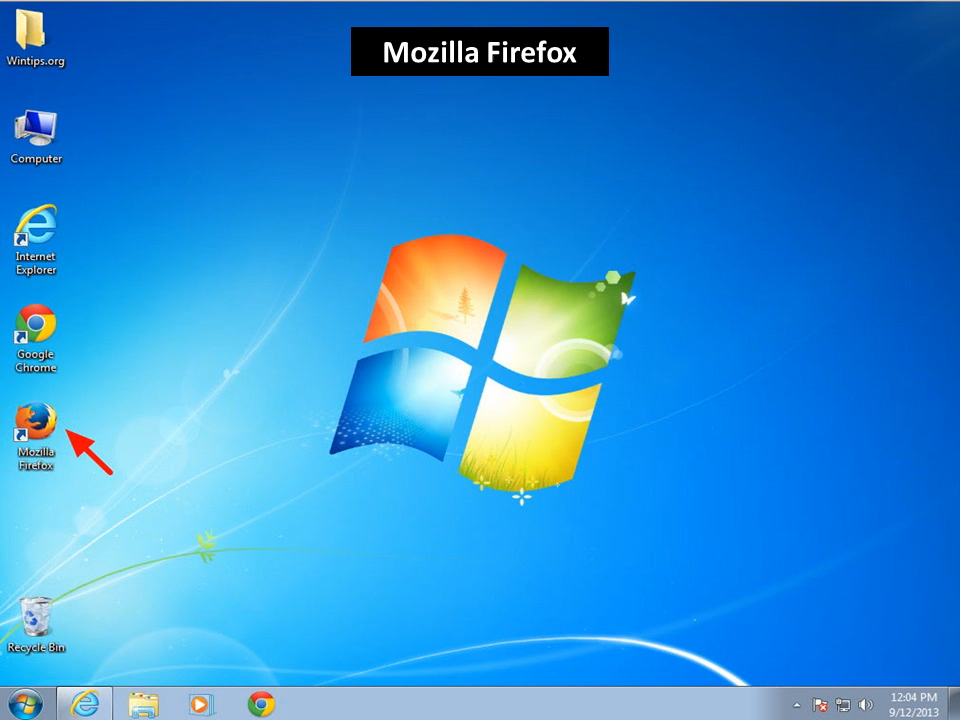 Mozilla Firefox
Wintips.org
Computer
Internet
Explorer
Google
Chrome
Mozilla
Firefox
Recycle Bin
12:04 PM
9/12/2013